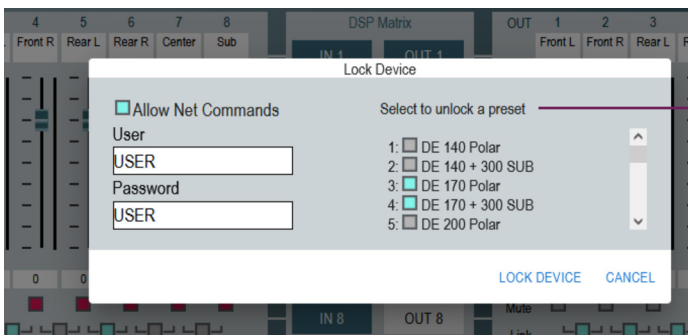 4 5 6 7 8 DSP Matrix OUT 1 2 3
Front R Rear L Rear R Center Sub Front L Front R Rear L
IN 1 OUT 1
Lock Device
Allow Net Commands
User
USER
Password
USER
Select to unlock a preset
1: DE 140 Polar
2: DE 140 + 300 SUB
3: DE 170 Polar
4: DE 170 + 300 SUB
5: DE 200 Polar
LOCK DEVICE CANCEL
0 0
Mute
IN 8 OUT 8
Link